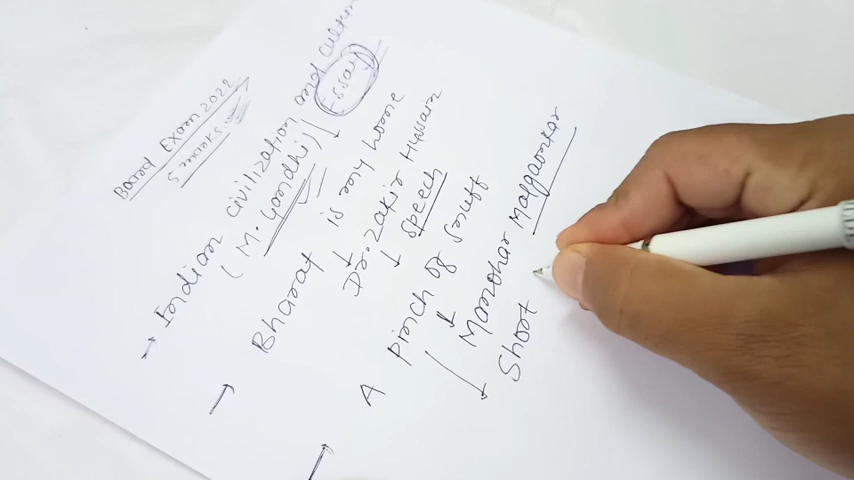 Board Exam 2022
5 marks
Indian civilization and culture
(M. Gandhi) Essay
Bharat is my home
Dr. Zakir Hussain
speech
A pinch of snuff
Manohar Malgaonkar
Short